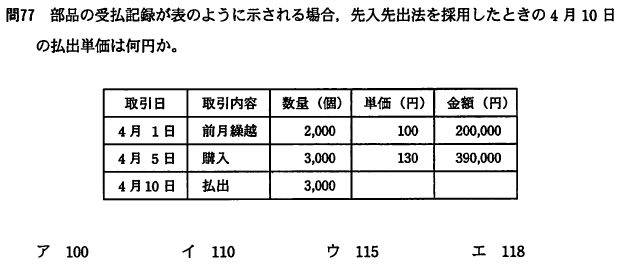 問77 部品の受払記録が表のように示される場合，先入先出法を採用したときの4月10日
の払出単価は何円か。
取引日 取引内容 数量（個） 単価（円） 金額（円）
4月 1日 前月繰越 2,000 100 200,000
4月 5日 購入 3,000 130 390,000
4月10日 払出 3,000
ア 100 イ 110 ウ 115 エ 118